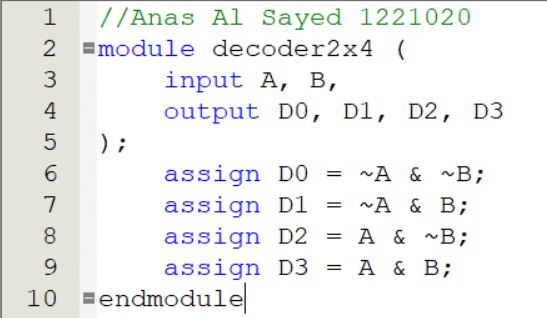 1 //Anas Al Sayed 1221020
2 module decoder2x4 (
3 input A, B,
4 output D0, D1, D2, D3
5 );
6 assign D0 = ~A & ~B;
7 assign D1 = ~A & B;
8 assign D2 = A & ~B;
9 assign D3 = A & B;
10 endmodule